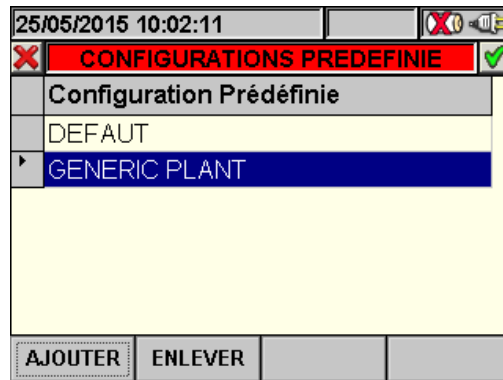 25/05/2015 10:02:11
CONFIGURATIONS PREDEFINIE
Configuration Prédéfinie
DEFAUT
GENERIC PLANT
AJOUTER ENLEVER